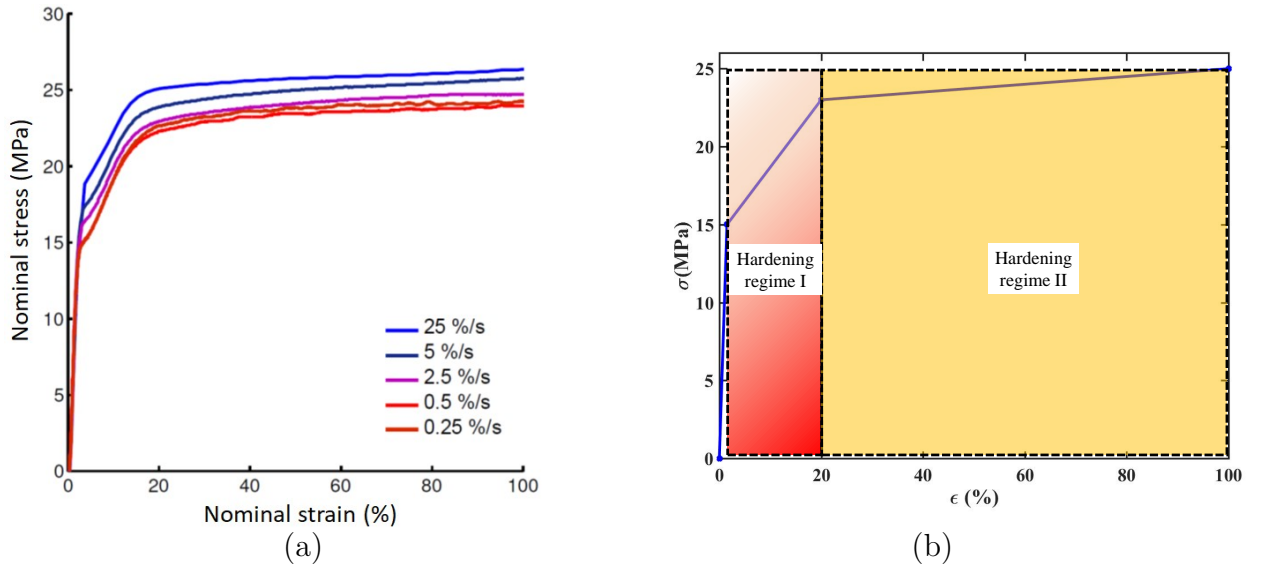 30
25
20
15
10
5
0
Nominal stress (MPa)
25 %/s
5 %/s
2.5 %/s
0.5 %/s
0.25 %/s
0 20 40 60 80 100
Nominal strain (%)
(a)
25
20
15
10
5
0
σ(MPa)
Hardening
regime I
Hardening
regime II
0 20 40 60 80 100
ϵ (%)
(b)